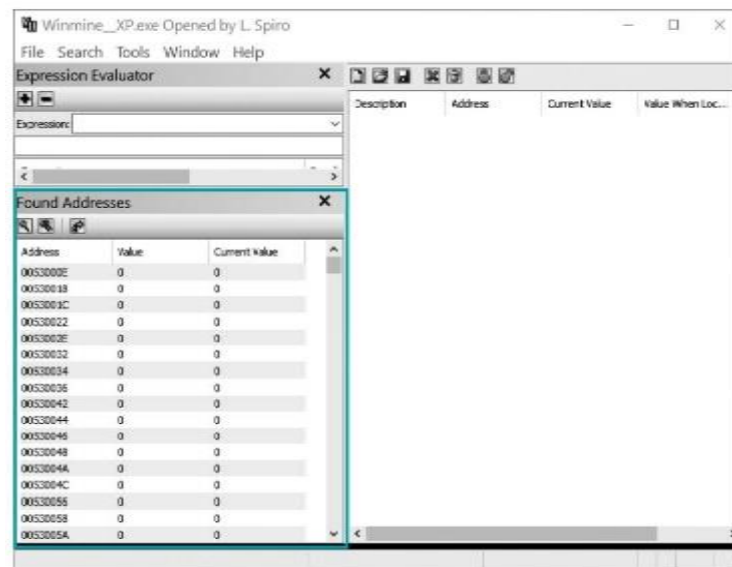 Winmine__XP.exe Opened by L. Spiro
File Search Tools Window Help
Expression Evaluator
Expression:
Description Address Current Value Value When Loc...
Found Addresses
Address Value Current Value
0053000E 0 0
00530018 0 0
0053001C 0 0
00530022 0 0
0053002E 0 0
00530032 0 0
00530034 0 0
00530036 0 0
00530042 0 0
00530044 0 0
00530046 0 0
00530048 0 0
0053004A 0 0
0053004C 0 0
00530056 0 0
00530058 0 0
0053005A 0 0